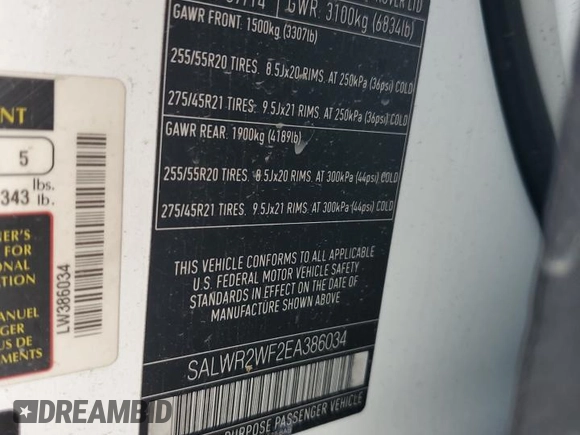 GWR: 3100kg (6834lb)
GAWR FRONT: 1500kg (3307lb)
255/55R20 TIRES. 8.5Jx20 RIMS. AT 250kPa (36psi) COLD
275/45R21 TIRES: 9.5Jx21 RIMS. AT 250kPa (36psi) COLD
GAWR REAR: 1900kg (4189lb)
255/55R20 TIRES: 8.5Jx20 RIMS. AT 300kPa (44psi) COLD
275/45R21 TIRES. 9.5Jx21 RIMS. AT 300kPa (44psi) COLD
THIS VEHICLE CONFORMS TO ALL APPLICABLE
U.S. FEDERAL MOTOR VEHICLE SAFETY
STANDARDS IN EFFECT ON THE DATE OF
MANUFACTURE SHOWN ABOVE
SALWR2WF2EA386034
PURPOSE PASSENGER VEHICLE
5
lbs.
343 lb.
FOR
LW386034
DREAMBID